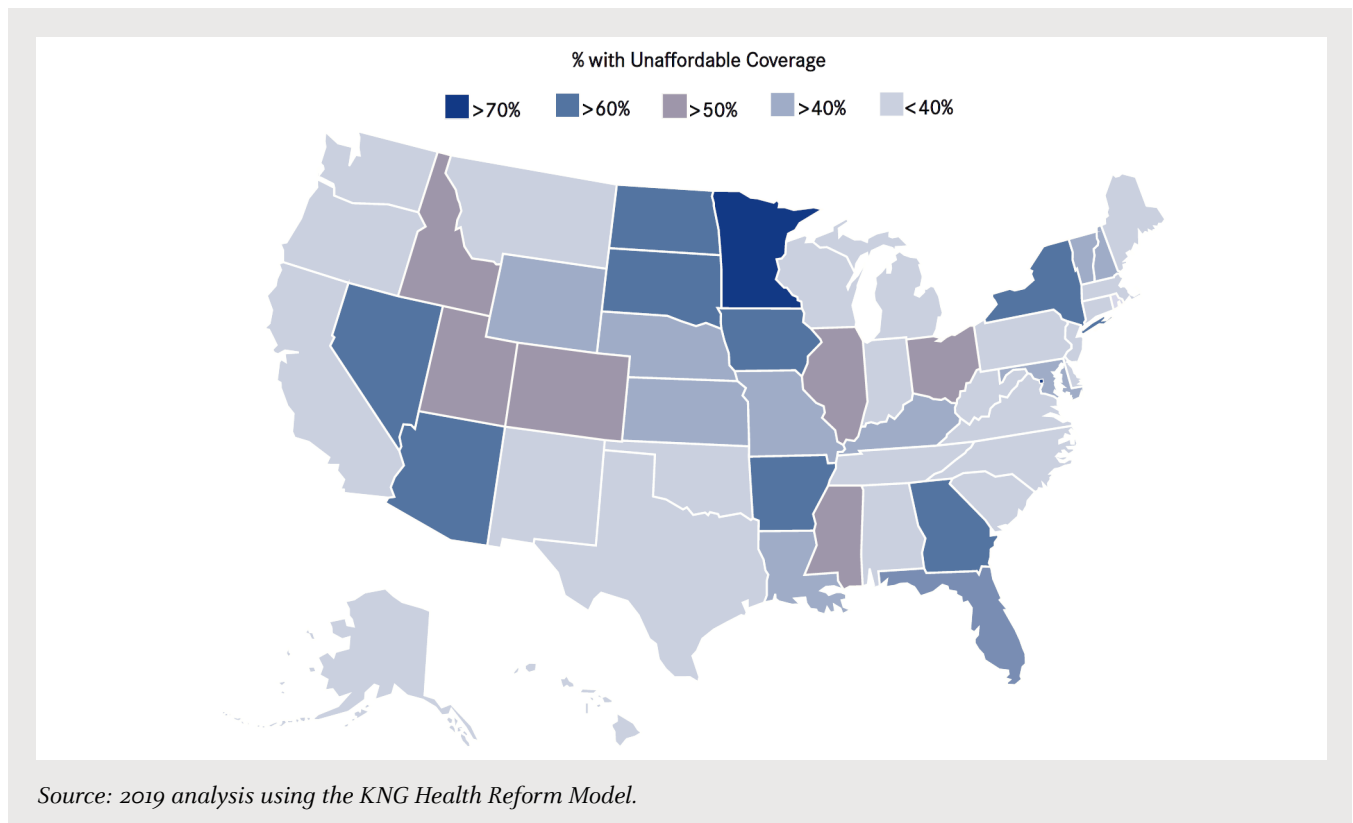 % with Unaffordable Coverage
>70% >60% >50% >40% <40%
Source: 2019 analysis using the KNG Health Reform Model.